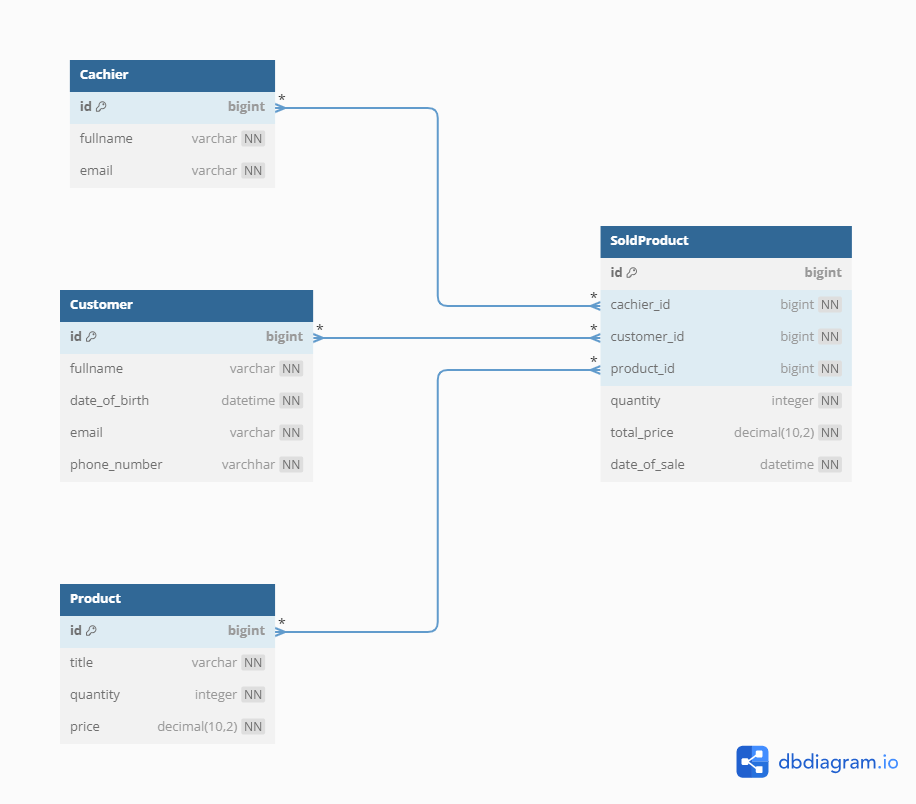 Cachier
id bigint
fullname varchar NN
email varchar NN
Customer
id bigint
fullname varchar NN
date_of_birth datetime NN
email varchar NN
phone_number varchhar NN
Product
id bigint
title varchar NN
quantity integer NN
price decimal(10,2) NN
SoldProduct
id bigint
cachier_id bigint NN
customer_id bigint NN
product_id bigint NN
quantity integer NN
total_price decimal(10,2) NN
date_of_sale datetime NN
*
*
*
*
*
*
dbdiagram.io